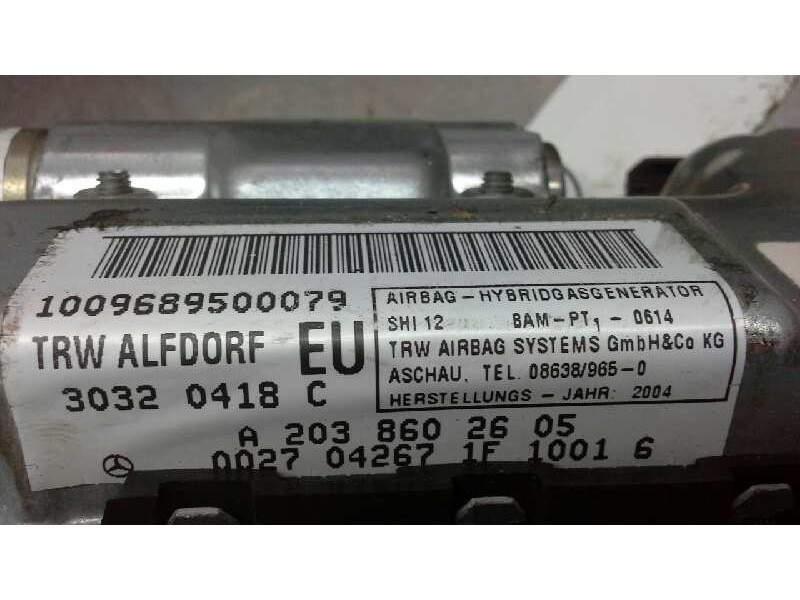 1009689500079
TRW ALFDORF EU
30320 0418 C
AIRBAG - HYBRIDGASGENERATOR
SHI 12 BAM-PT1 - 0614
TRW AIRBAG SYSTEMS GmbH&Co KG
ASCHAU, TEL. 08638/965-0
HERSTELLUNGS - JAHR: 2004
A 203 860 26 05
0027 04267 1F 1001 6